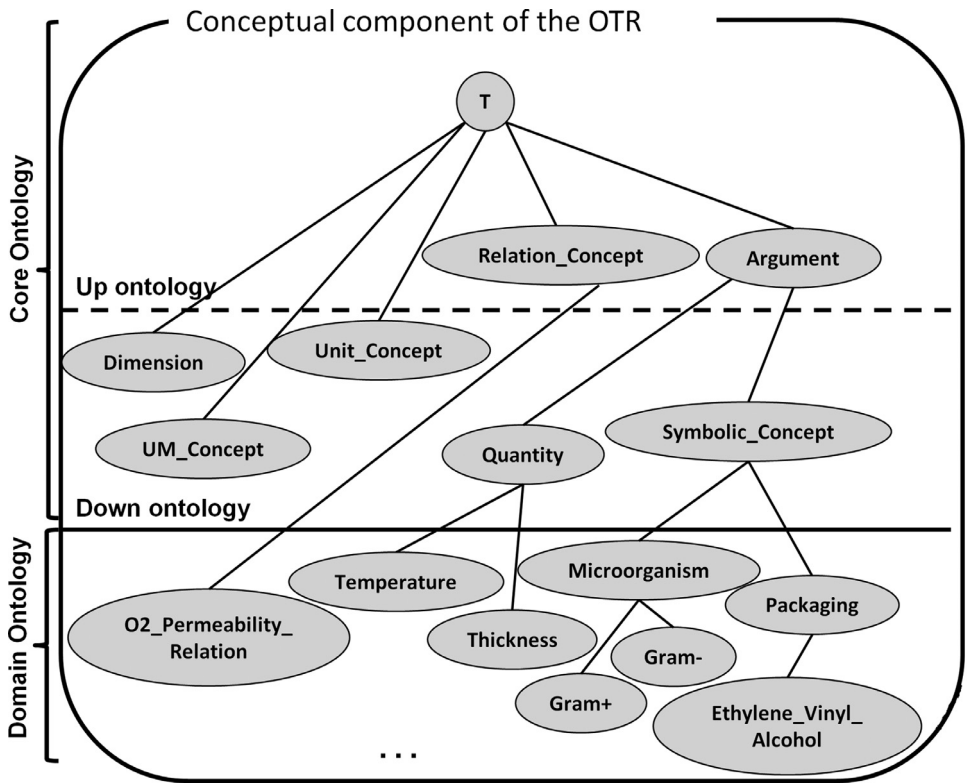 Conceptual component of the OTR
T
Relation_Concept
Argument
Core Ontology
Up ontology
Dimension
Unit_Concept
UM_Concept
Quantity
Symbolic_Concept
Down ontology
Domain Ontology
O2_Permeability_
Relation
Temperature
Microorganism
Packaging
Thickness
Gram-
Gram+
Ethylene_Vinyl_
Alcohol
...